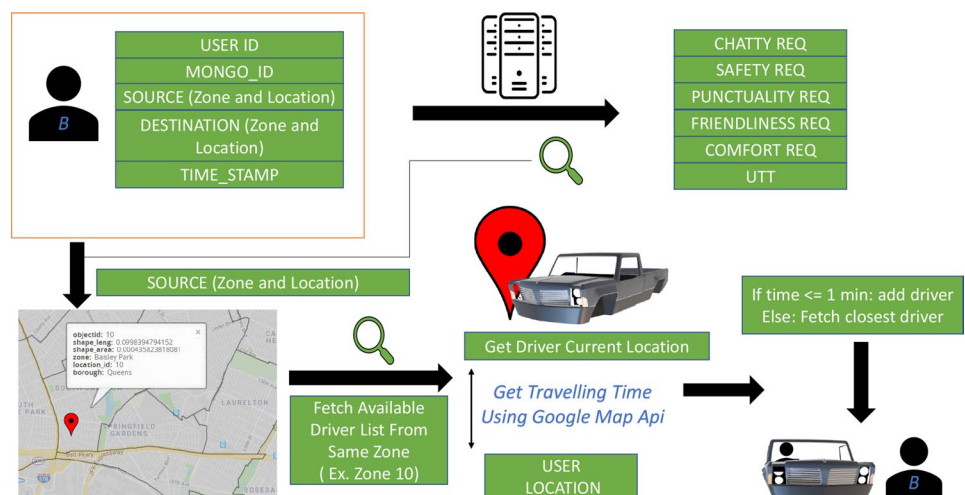 USER ID
MONGO_ID
SOURCE (Zone and Location)
DESTINATION (Zone and
Location)
TIME_STAMP
B
CHATTY REQ
SAFETY REQ
PUNCTUALITY REQ
FRIENDLINESS REQ
COMFORT REQ
UTT
SOURCE (Zone and Location)
objectid: 10
shape_leng: 0.0998394794152
shape_area: 0.000435823818081
zone: Baisley Park
location_id: 10
borough: Queens
×
LAURELTON
SPRINGFIELD
GARDENS
Belt Pkwy
Fetch Available
Driver List From
Same Zone
( Ex. Zone 10)
Get Driver Current Location
Get Travelling Time
Using Google Map Api
USER
LOCATION
If time <= 1 min: add driver
Else: Fetch closest driver
B